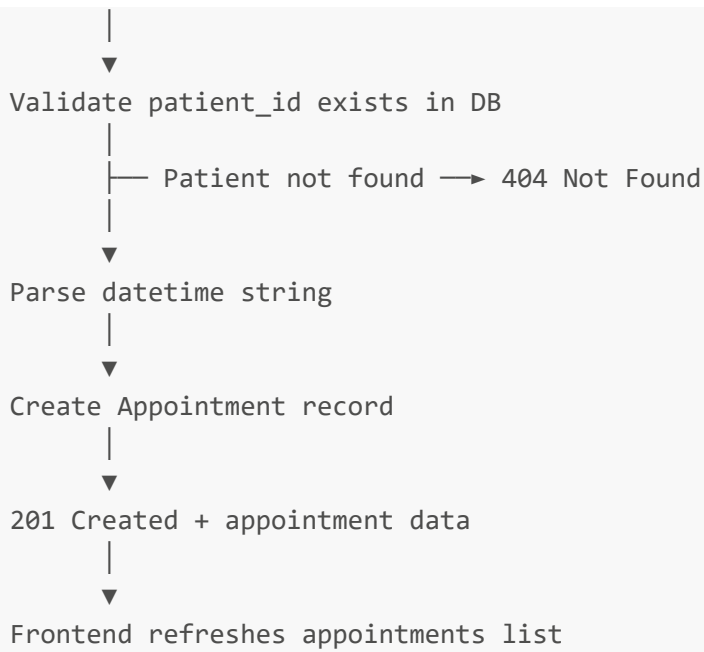 Validate patient_id exists in DB
Patient not found ──► 404 Not Found
Parse datetime string
Create Appointment record
201 Created + appointment data
Frontend refreshes appointments list